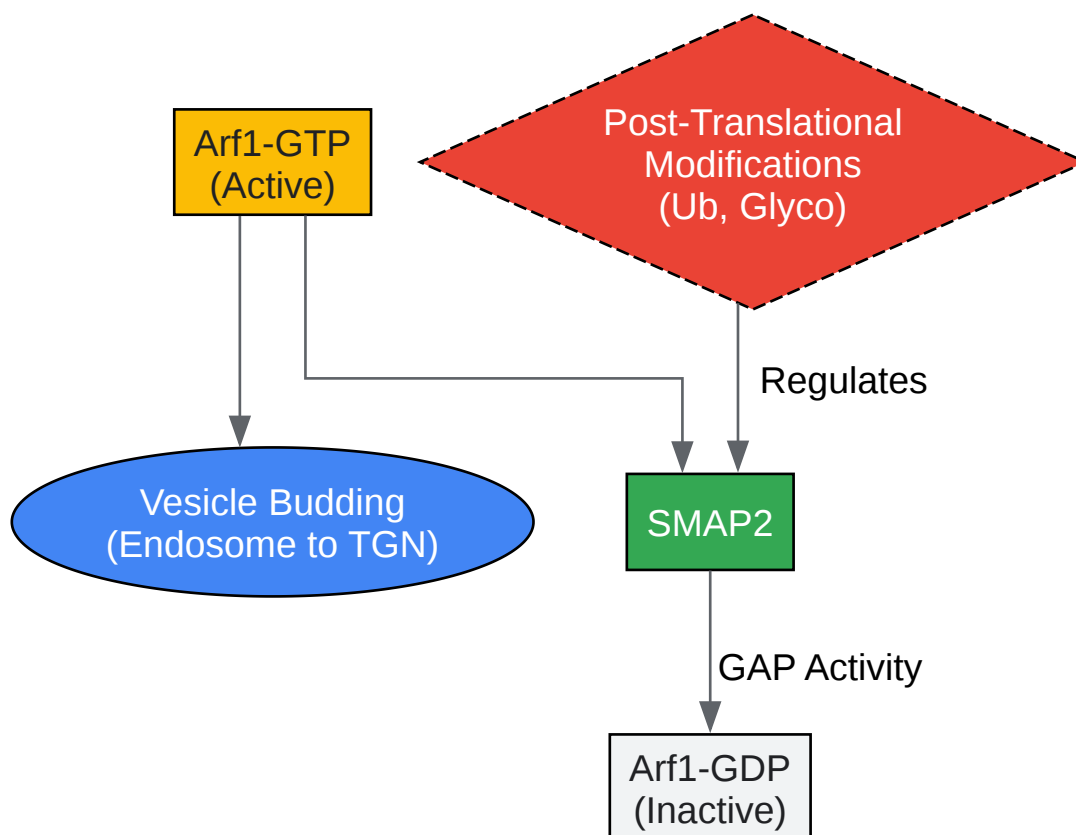 Arf1-GTP
(Active)
Post-Translational
Modifications
(Ub, Glyco)
Regulates
Vesicle Budding
(Endosome to TGN)
SMAP2
GAP Activity
Arf1-GDP
(Inactive)